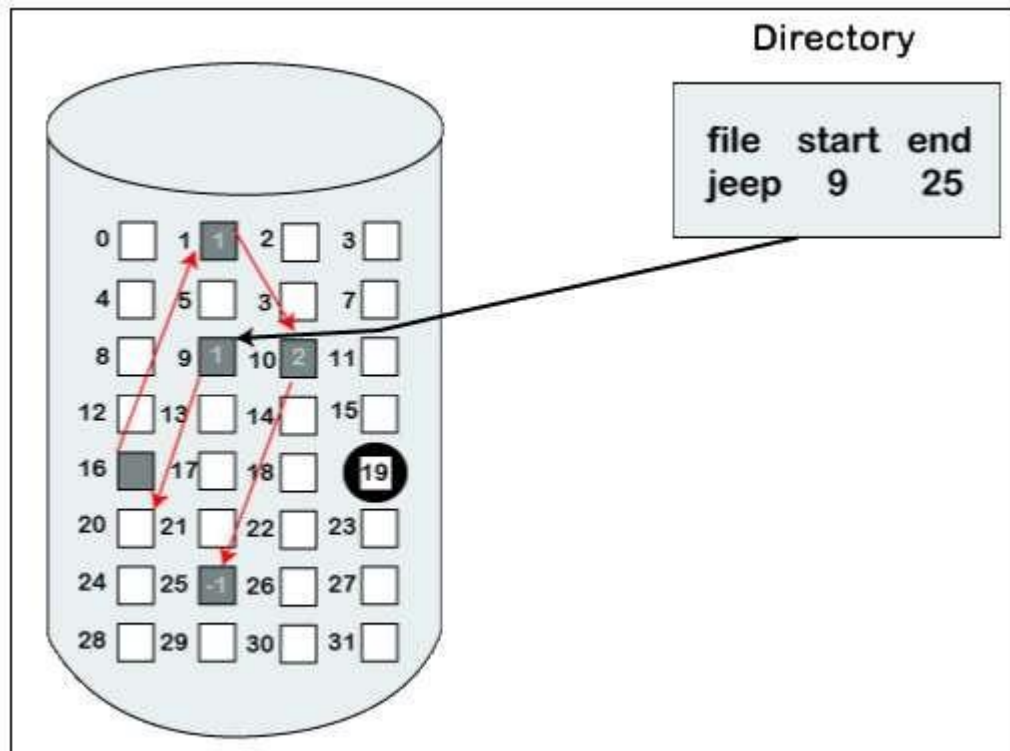 Directory
file start end
jeep 9 25
0 1 1 2 3
4 5 3 7
8 9 1 10 2 11
12 13 14 15
16 17 18 19
20 21 22 23
24 25 -1 26 27
28 29 30 31